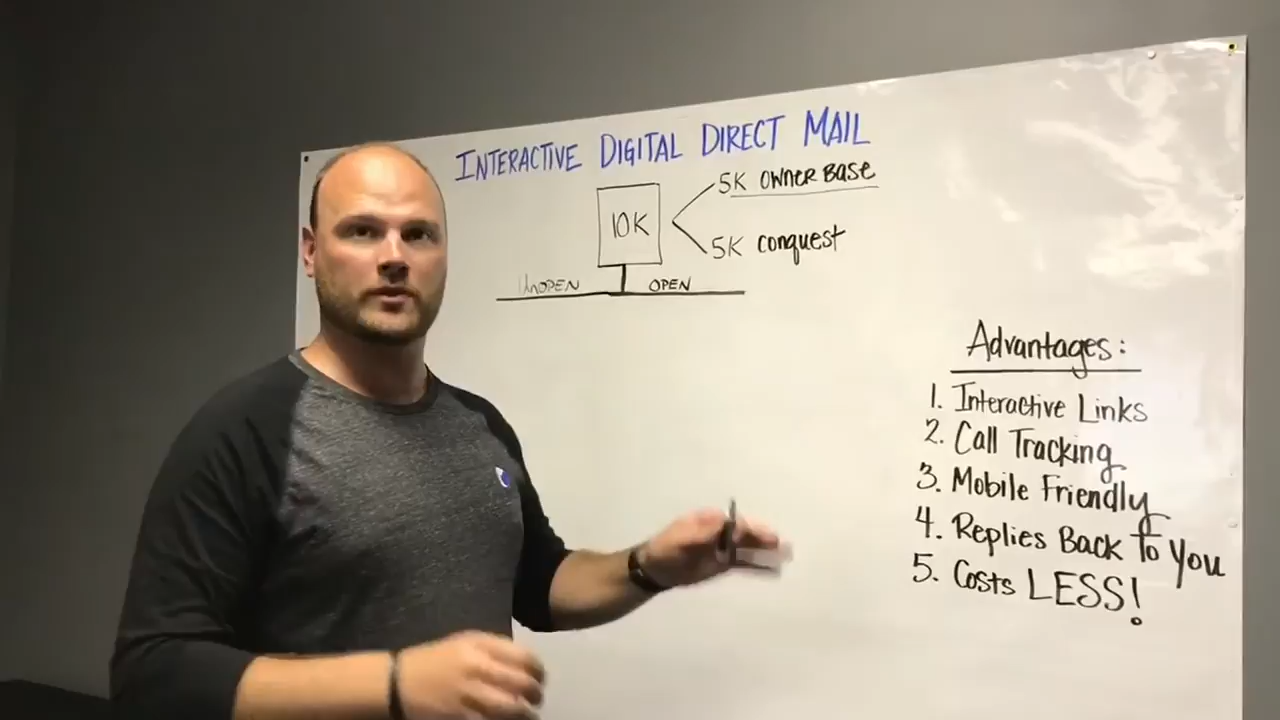 INTERACTIVE DIGITAL DIRECT MAIL
10K
5K OWNER BASE
5K conquest
UNOPEN
OPEN
Advantages:
1. Interactive Links
2. Call Tracking
3. Mobile Friendly
4. Replies Back to You
5. Costs LESS!